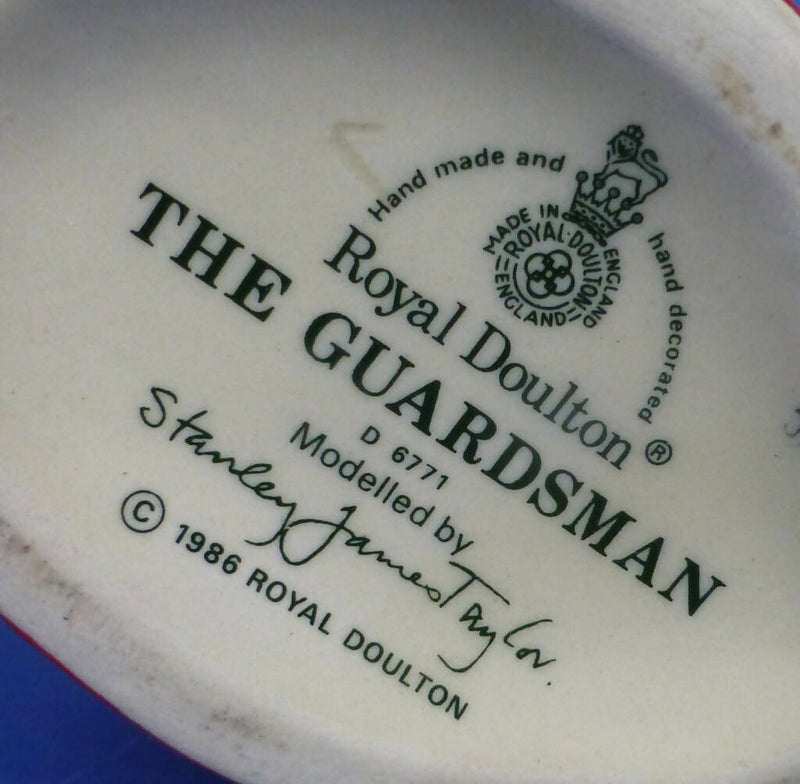 Hand made and hand decorated
MADE IN ENGLAND
ROYAL·DOULTON
ENGLAND
Royal Doulton ®
THE GUARDSMAN
D 6771
Modelled by
Stanley James Taylor.
© 1986 ROYAL DOULTON